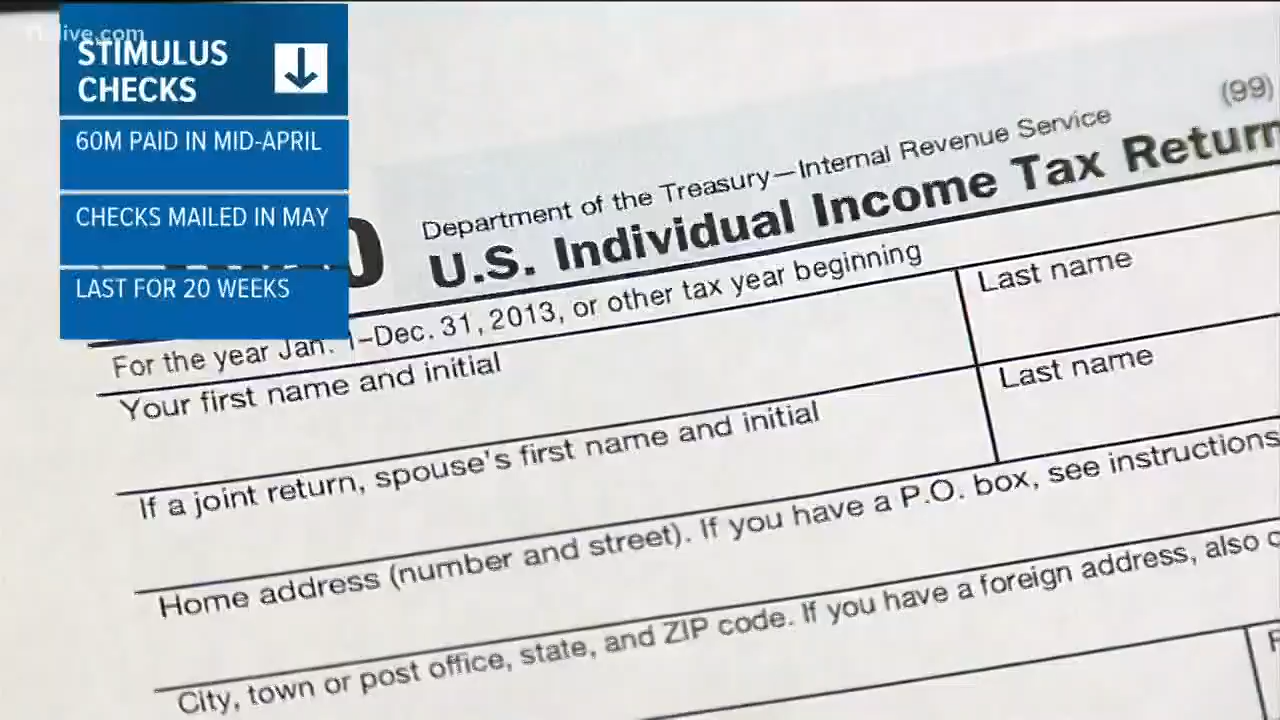 11alive.com
STIMULUS
CHECKS
60M PAID IN MID-APRIL
CHECKS MAILED IN MAY
LAST FOR 20 WEEKS
(99)
Department of the Treasury—Internal Revenue Service
U.S. Individual Income Tax Return
For the year Jan. 1–Dec. 31, 2013, or other tax year beginning
Your first name and initial
Last name
If a joint return, spouse's first name and initial
Last name
Home address (number and street). If you have a P.O. box, see instructions
City, town or post office, state, and ZIP code. If you have a foreign address, also